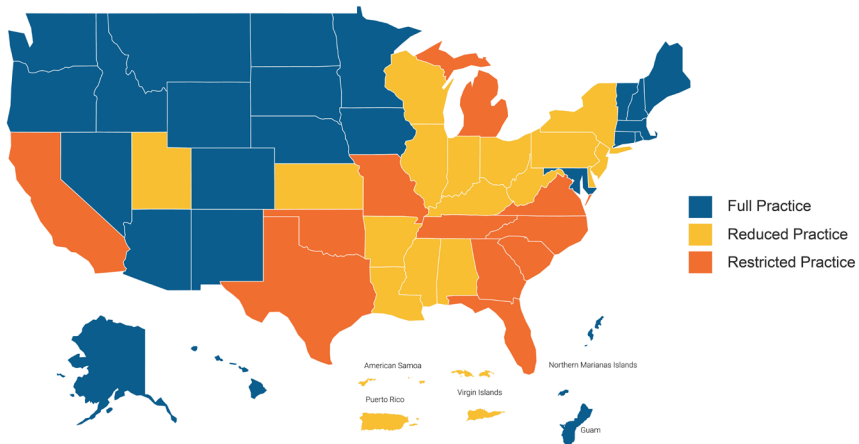 Full Practice
Reduced Practice
Restricted Practice
American Samoa
Northern Marianas Islands
Puerto Rico
Virgin Islands
Guam